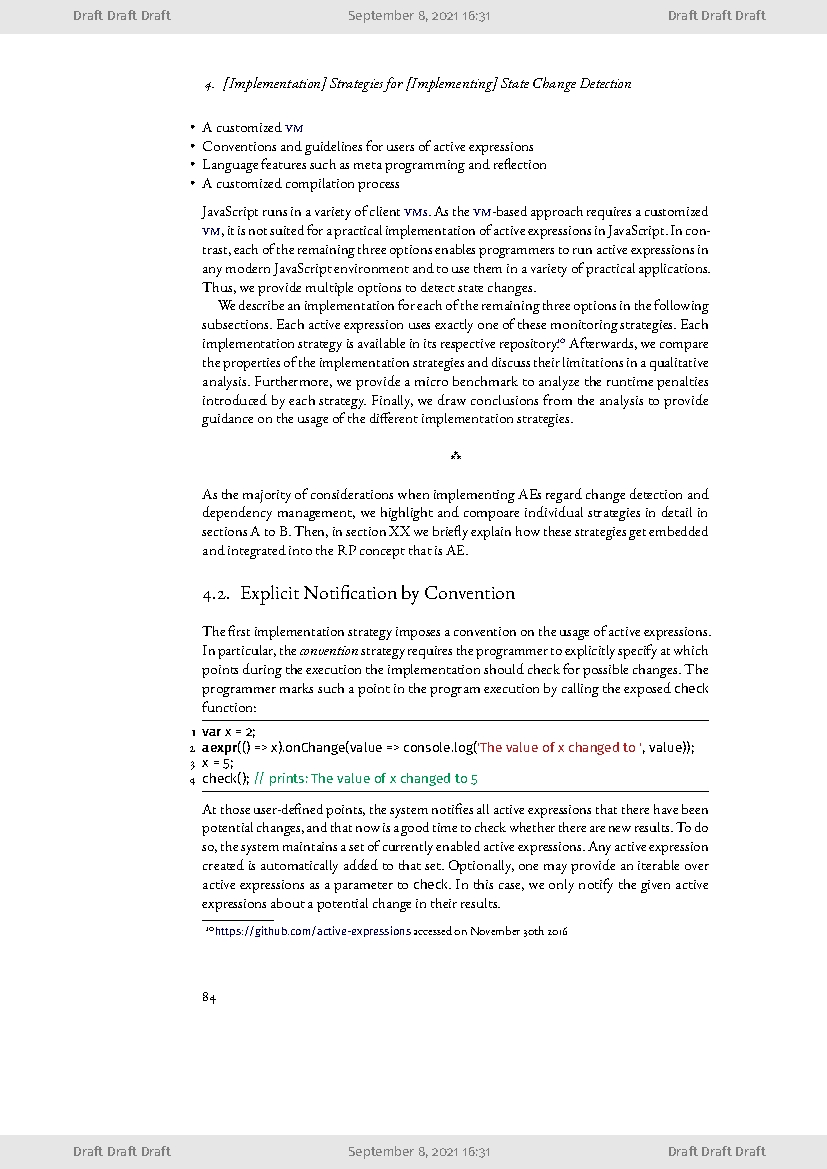 Draft Draft Draft September 8, 2021 16:31 Draft Draft Draft
4. [Implementation] Strategies for [Implementing] State Change Detection
• A customized VM
• Conventions and guidelines for users of active expressions
• Language features such as meta programming and reflection
• A customized compilation process
JavaScript runs in a variety of client VMs. As the VM-based approach requires a customized
VM, it is not suited for a practical implementation of active expressions in JavaScript. In con-
trast, each of the remaining three options enables programmers to run active expressions in
any modern JavaScript environment and to use them in a variety of practical applications.
Thus, we provide multiple options to detect state changes.
We describe an implementation for each of the remaining three options in the following
subsections. Each active expression uses exactly one of these monitoring strategies. Each
implementation strategy is available in its respective repository.¹⁰ Afterwards, we compare
the properties of the implementation strategies and discuss their limitations in a qualitative
analysis. Furthermore, we provide a micro benchmark to analyze the runtime penalties
introduced by each strategy. Finally, we draw conclusions from the analysis to provide
guidance on the usage of the different implementation strategies.
⁂
As the majority of considerations when implementing AEs regard change detection and
dependency management, we highlight and compoare individual strategies in detail in
sections A to B. Then, in section XX we briefly explain how these strategies get embedded
and integrated into the RP concept that is AE.
4.2. Explicit Notification by Convention
The first implementation strategy imposes a convention on the usage of active expressions.
In particular, the convention strategy requires the programmer to explicitly specify at which
points during the execution the implementation should check for possible changes. The
programmer marks such a point in the program execution by calling the exposed check
function:
1 var x = 2;
2 aexpr(() => x).onChange(value => console.log('The value of x changed to ', value));
3 x = 5;
4 check(); // prints: The value of x changed to 5
At those user-defined points, the system notifies all active expressions that there have been
potential changes, and that now is a good time to check whether there are new results. To do
so, the system maintains a set of currently enabled active expressions. Any active expression
created is automatically added to that set. Optionally, one may provide an iterable over
active expressions as a parameter to check. In this case, we only notify the given active
expressions about a potential change in their results.
¹⁰https://github.com/active-expressions accessed on November 30th 2016
84
Draft Draft Draft September 8, 2021 16:31 Draft Draft Draft